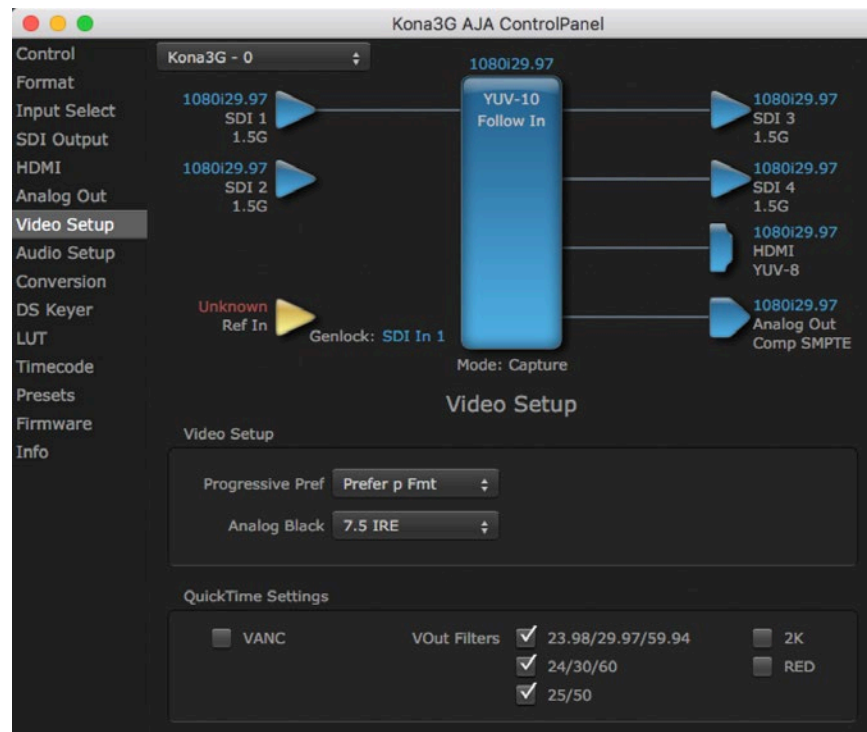 Kona3G AJA ControlPanel
Control
Format
Input Select
SDI Output
HDMI
Analog Out
Video Setup
Audio Setup
Conversion
DS Keyer
LUT
Timecode
Presets
Firmware
Info
Kona3G - 0
1080i29.97
1080i29.97
SDI 1
1.5G
YUV-10
Follow In
1080i29.97
SDI 3
1.5G
1080i29.97
SDI 2
1.5G
1080i29.97
SDI 4
1.5G
1080i29.97
HDMI
YUV-8
Unknown
Ref In
Genlock: SDI In 1
1080i29.97
Analog Out
Comp SMPTE
Mode: Capture
Video Setup
Video Setup
Progressive Pref Prefer p Fmt
Analog Black 7.5 IRE
QuickTime Settings
VANC VOut Filters 23.98/29.97/59.94 2K
24/30/60 RED
25/50